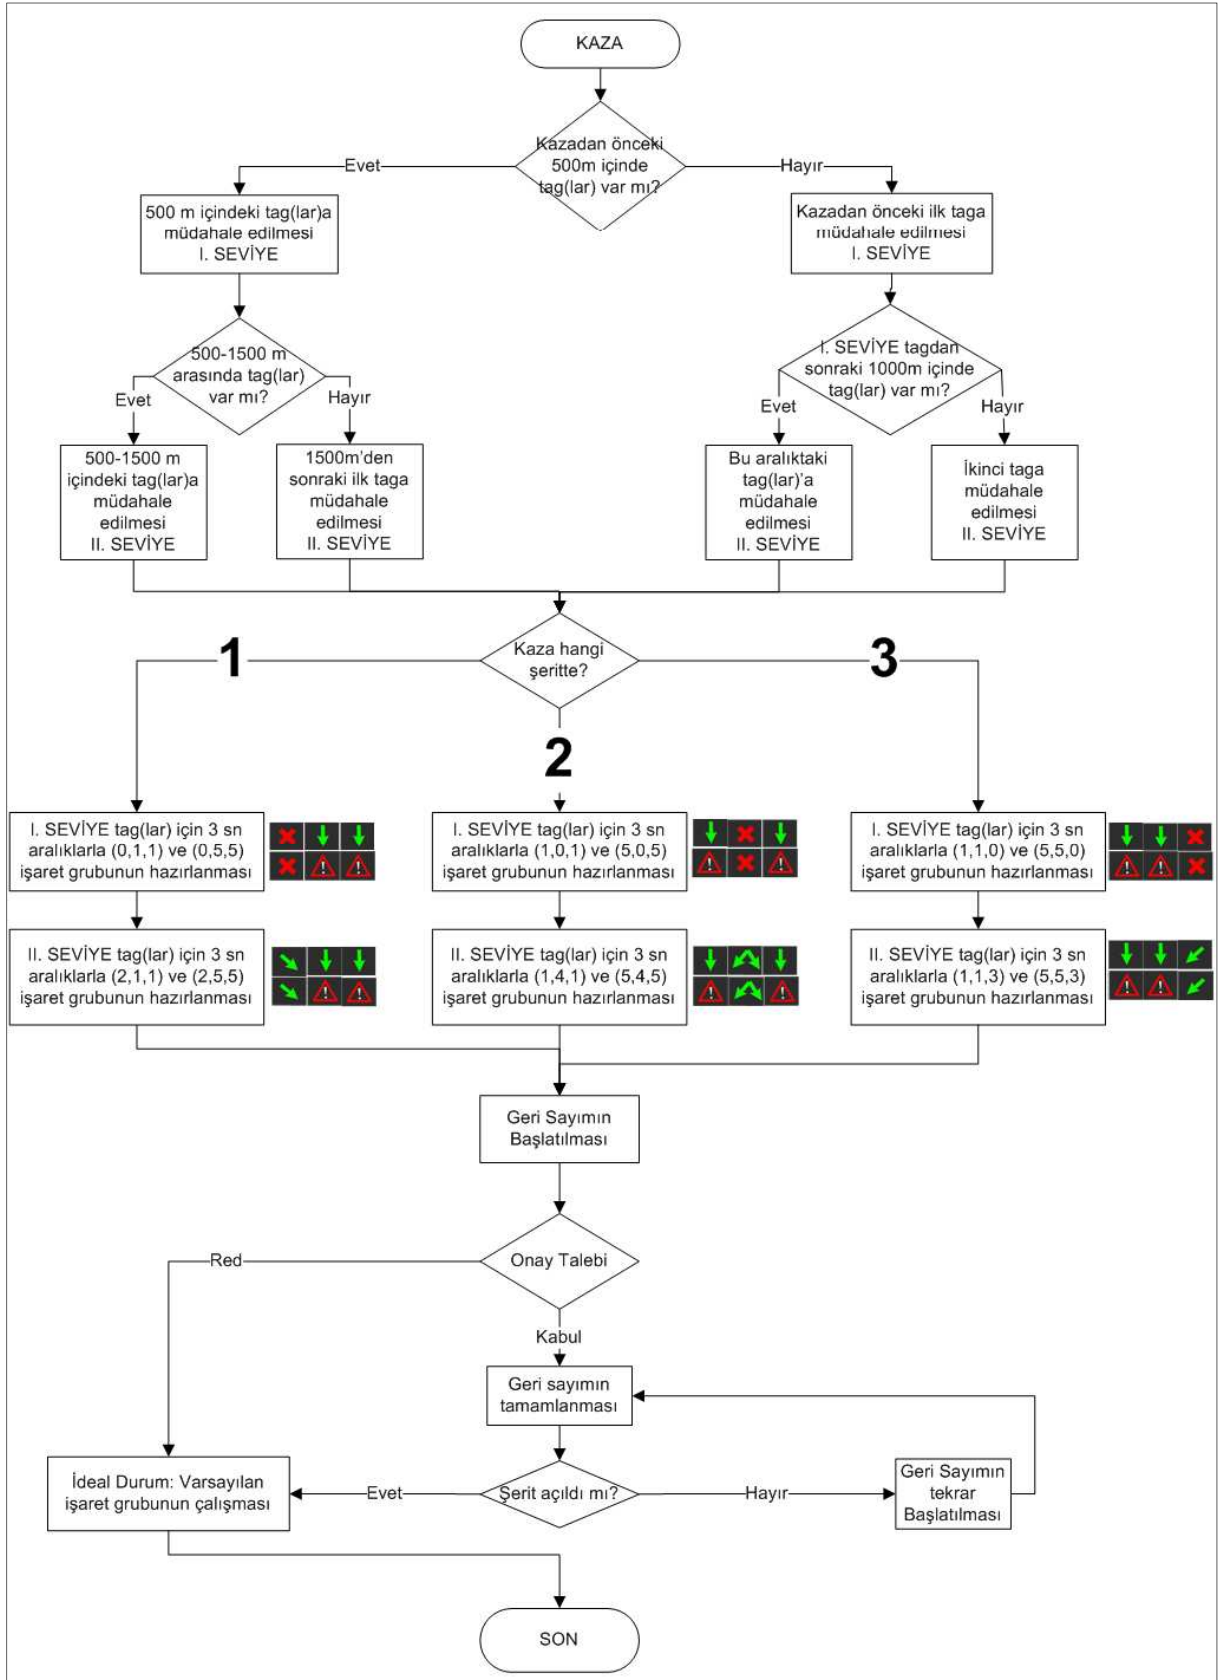 KAZA
Kazadan önceki
500m içinde
tag(lar) var mı?
Evet
Hayır
500 m içindeki tag(lar)a
müdahale edilmesi
I. SEVİYE
Kazadan önceki ilk taga
müdahale edilmesi
I. SEVİYE
500-1500 m
arasında tag(lar)
var mı?
Evet
Hayır
I. SEVİYE tagdan
sonraki 1000m içinde
tag(lar) var mı?
Evet
Hayır
500-1500 m
içindeki tag(lar)a
müdahale
edilmesi
II. SEVİYE
1500m'den
sonraki ilk taga
müdahale
edilmesi
II. SEVİYE
Bu aralıktaki
tag(lar)'a
müdahale
edilmesi
II. SEVİYE
İkinci taga
müdahale
edilmesi
II. SEVİYE
Kaza hangi
şeritte?
1
2
3
I. SEVİYE tag(lar) için 3 sn
aralıklarla (0,1,1) ve (0,5,5)
işaret grubunun hazırlanması
I. SEVİYE tag(lar) için 3 sn
aralıklarla (1,0,1) ve (5,0,5)
işaret grubunun hazırlanması
I. SEVİYE tag(lar) için 3 sn
aralıklarla (1,1,0) ve (5,5,0)
işaret grubunun hazırlanması
II. SEVİYE tag(lar) için 3 sn
aralıklarla (2,1,1) ve (2,5,5)
işaret grubunun hazırlanması
II. SEVİYE tag(lar) için 3 sn
aralıklarla (1,4,1) ve (5,4,5)
işaret grubunun hazırlanması
II. SEVİYE tag(lar) için 3 sn
aralıklarla (1,1,3) ve (5,5,3)
işaret grubunun hazırlanması
Geri Sayımın
Başlatılması
Onay Talebi
Red
Kabul
Geri sayımın
tamamlanması
Şerit açıldı mı?
Evet
Hayır
İdeal Durum: Varsayılan
işaret grubunun çalışması
Geri Sayımın
tekrar
Başlatılması
SON